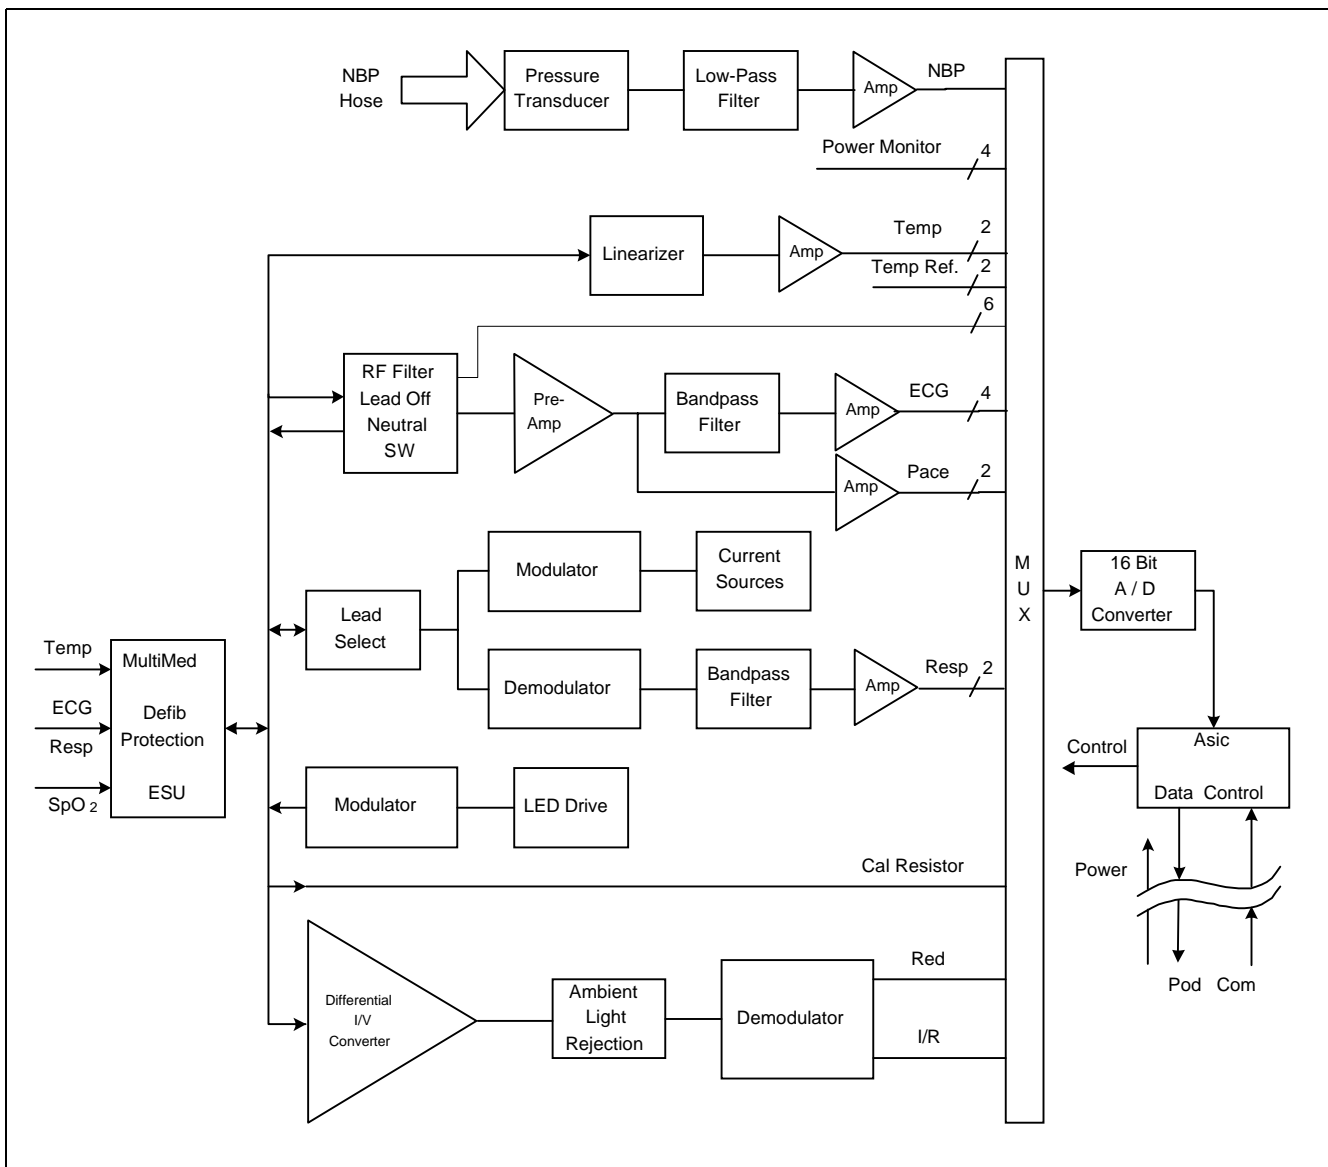 NBP
Hose
Pressure
Transducer
Low-Pass
Filter
Amp
NBP
Power Monitor
4
Linearizer
Amp
Temp
2
Temp Ref.
2
6
RF Filter
Lead Off
Neutral
SW
Pre-
Amp
Bandpass
Filter
Amp
ECG
4
Amp
Pace
2
Modulator
Current
Sources
Lead
Select
Demodulator
Bandpass
Filter
Amp
Resp
2
M
U
X
16 Bit
A / D
Converter
Temp
ECG
Resp
SpO 2
MultiMed
Defib
Protection
ESU
Modulator
LED Drive
Cal Resistor
Differential
I/V
Converter
Ambient
Light
Rejection
Demodulator
Red
I/R
Control
Asic
Data Control
Power
Pod Com